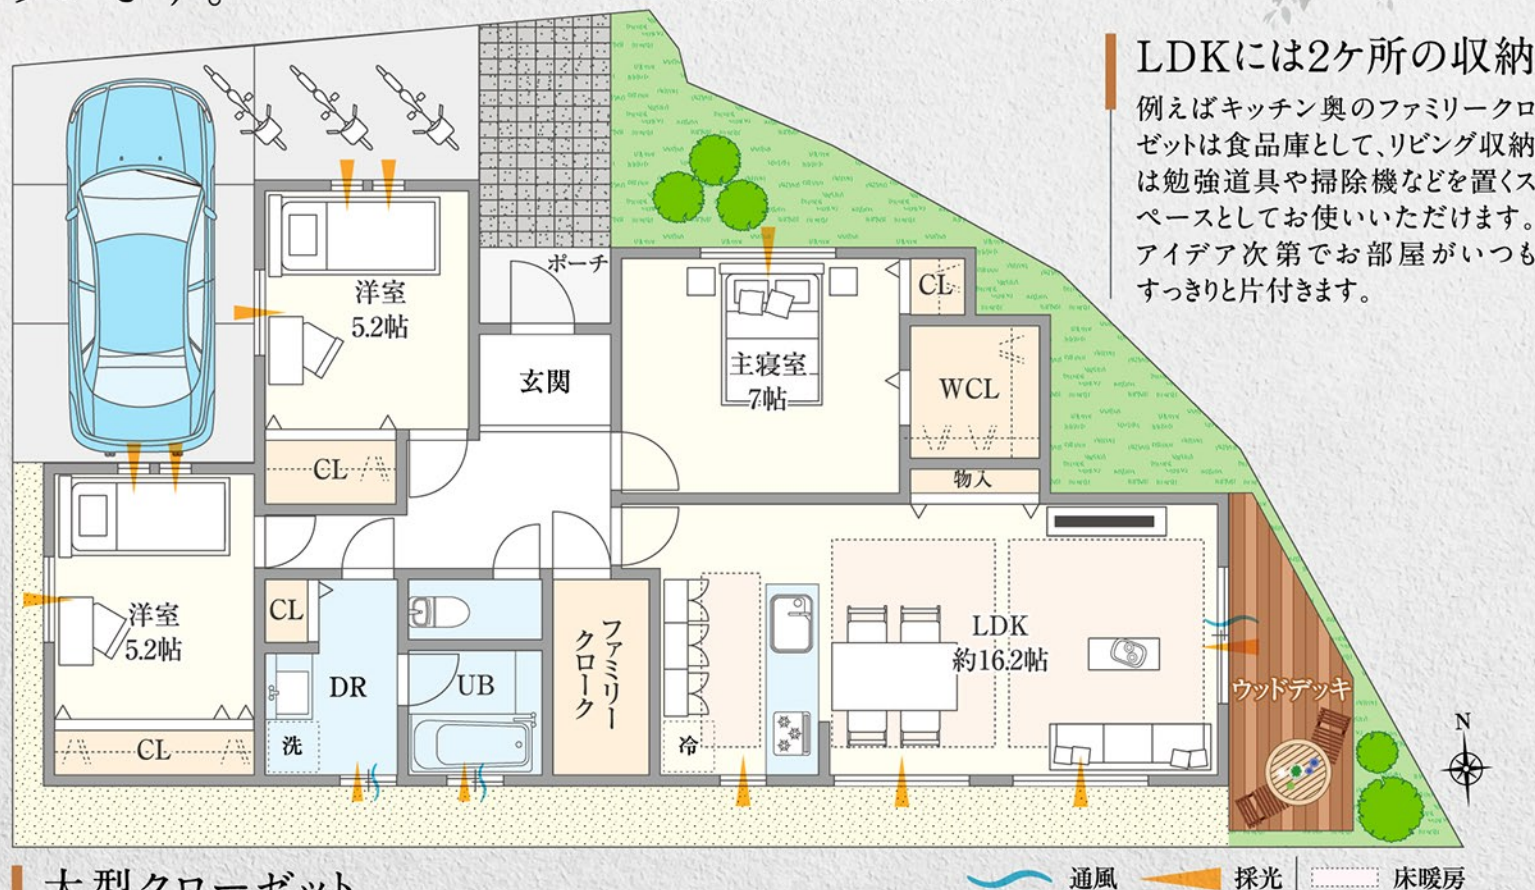 LDKには2ケ所の収納
例えばキッチン奥のファミリークロ
ゼットは食品庫として、リビング収納
は勉強道具や掃除機などを置くス
ペースとしてお使いいただけます。
アイデア次第でお部屋がいつも
すっきりと片付きます。
ポーチ
洋室
5.2帖
玄関
主寝室
7帖
CL
WCL
CL
物入
洋室
5.2帖
CL
CL
DR
洗
UB
ファミリー
クローク
冷
LDK
約16.2帖
ウッドデッキ
N
大型クローゼット
通風
採光
床暖房